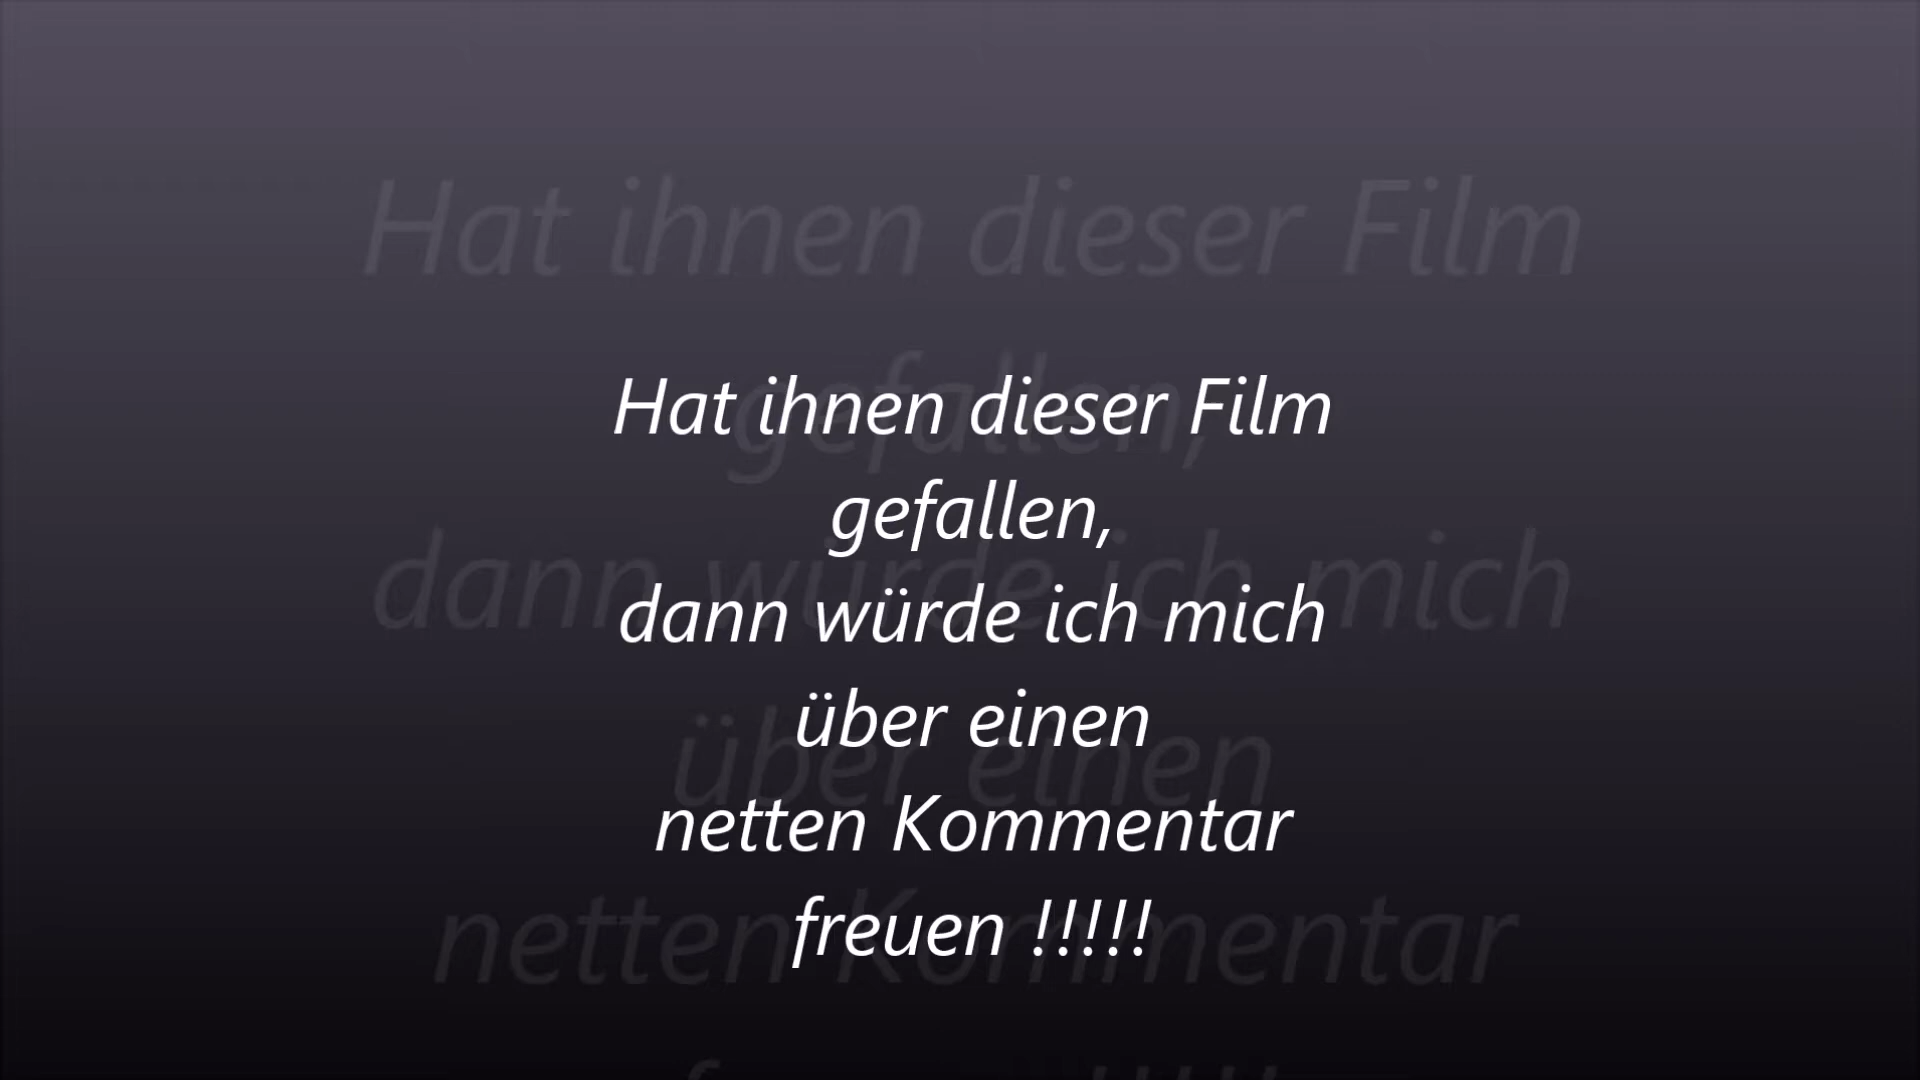 Hat ihnen dieser Film
gefallen,
dann würde ich mich
über einen
netten Kommentar
freuen !!!!!